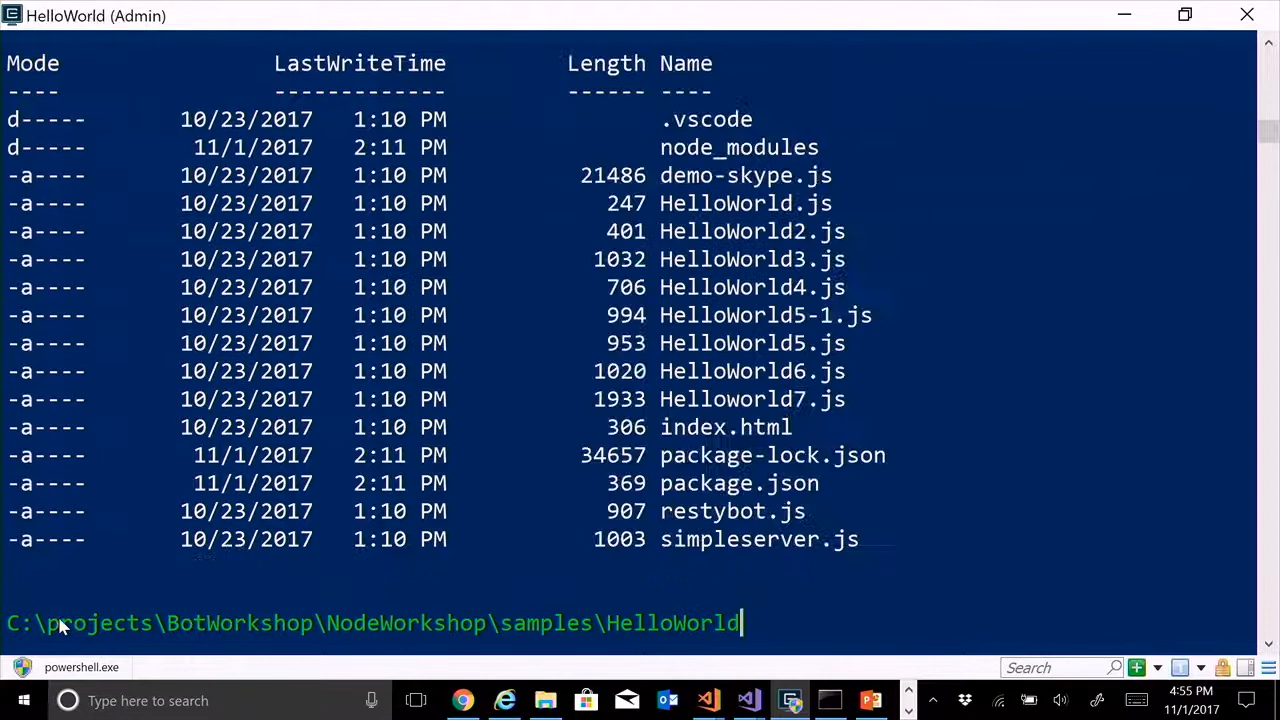 HelloWorld (Admin)
Mode LastWriteTime Length Name
---- ------------- ------ ----
d----- 10/23/2017 1:10 PM .vscode
d----- 11/1/2017 2:11 PM node_modules
-a---- 10/23/2017 1:10 PM 21486 demo-skype.js
-a---- 10/23/2017 1:10 PM 247 HelloWorld.js
-a---- 10/23/2017 1:10 PM 401 HelloWorld2.js
-a---- 10/23/2017 1:10 PM 1032 HelloWorld3.js
-a---- 10/23/2017 1:10 PM 706 HelloWorld4.js
-a---- 10/23/2017 1:10 PM 994 HelloWorld5-1.js
-a---- 10/23/2017 1:10 PM 953 HelloWorld5.js
-a---- 10/23/2017 1:10 PM 1020 HelloWorld6.js
-a---- 10/23/2017 1:10 PM 1933 Helloworld7.js
-a---- 10/23/2017 1:10 PM 306 index.html
-a---- 11/1/2017 2:11 PM 34657 package-lock.json
-a---- 11/1/2017 2:11 PM 369 package.json
-a---- 10/23/2017 1:10 PM 907 restybot.js
-a---- 10/23/2017 1:10 PM 1003 simpleserver.js
C:\projects\BotWorkshop\NodeWorkshop\samples\HelloWorld
powershell.exe Search
Type here to search 4:55 PM
11/1/2017